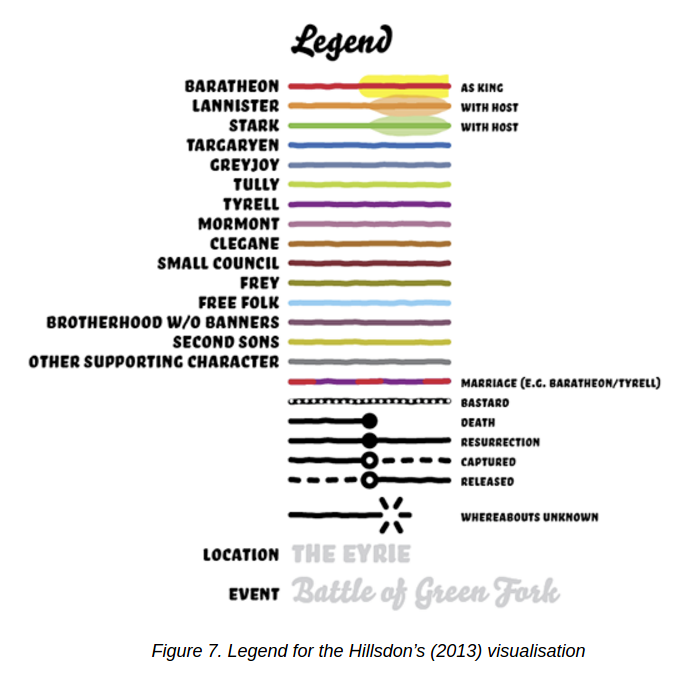 Legend
BARATHEON AS KING
LANNISTER WITH HOST
STARK WITH HOST
TARGARYEN
GREYJOY
TULLY
TYRELL
MORMONT
CLEGANE
SMALL COUNCIL
FREY
FREE FOLK
BROTHERHOOD W/O BANNERS
SECOND SONS
OTHER SUPPORTING CHARACTER
MARRIAGE (E.G. BARATHEON/TYRELL)
BASTARD
DEATH
RESURRECTION
CAPTURED
RELEASED
WHEREABOUTS UNKNOWN
LOCATION THE EYRIE
EVENT Battle of Green Fork
Figure 7. Legend for the Hillsdon's (2013) visualisation